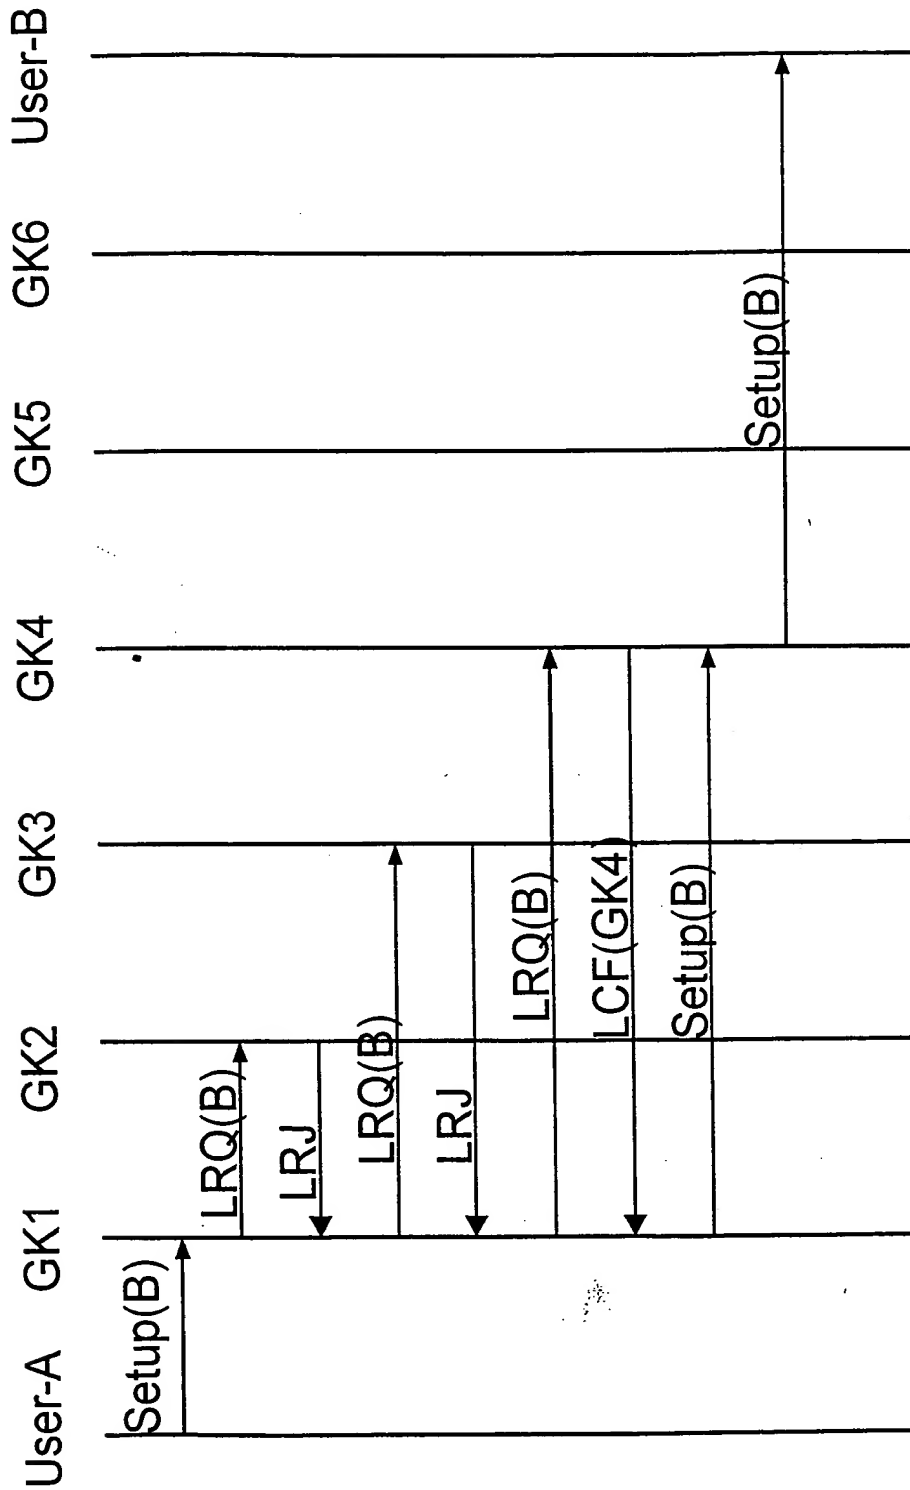 User-A
GK1
GK2
GK3
GK4
GK5
GK6
User-B
Setup(B)
LRQ(B)
LRJ
LRQ(B)
LRJ
LRQ(B)
LCF(GK4)
Setup(B)
Setup(B)